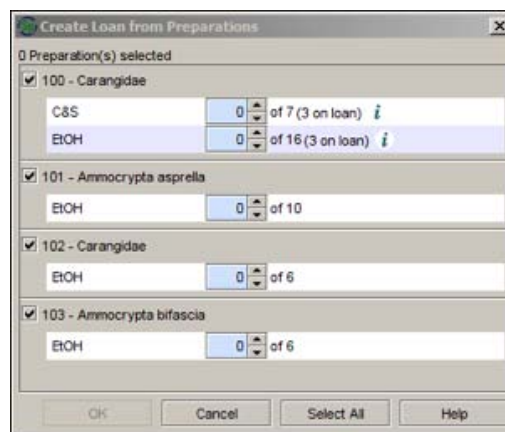 Create Loan from Preparations
0 Preparation(s) selected
100 - Carangidae
C&S 0 of 7 (3 on loan) i
EtOH 0 of 16 (3 on loan) i
101 - Ammocrypta asprella
EtOH 0 of 10
102 - Carangidae
EtOH 0 of 6
103 - Ammocrypta bifascia
EtOH 0 of 6
OK Cancel Select All Help